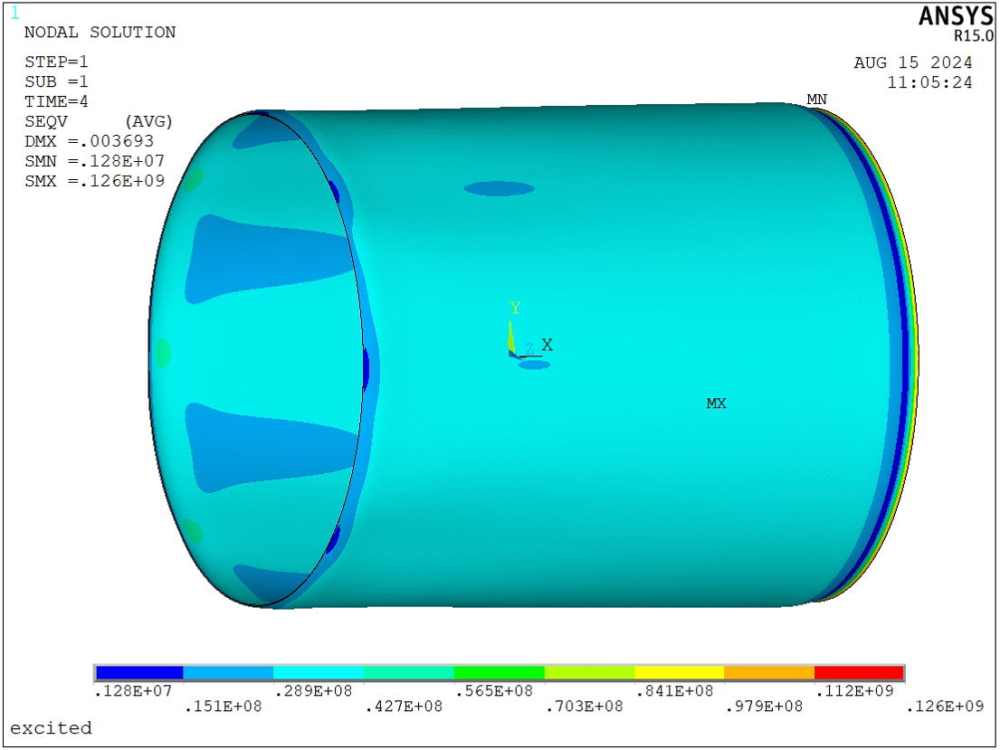 1
ANSYS
R15.0
NODAL SOLUTION
STEP=1
SUB =1
TIME=4
SEQV (AVG)
DMX =.003693
SMN =.128E+07
SMX =.126E+09
AUG 15 2024
11:05:24
MN
Y
Z X
MX
.128E+07 .289E+08 .565E+08 .841E+08 .112E+09
.151E+08 .427E+08 .703E+08 .979E+08 .126E+09
excited